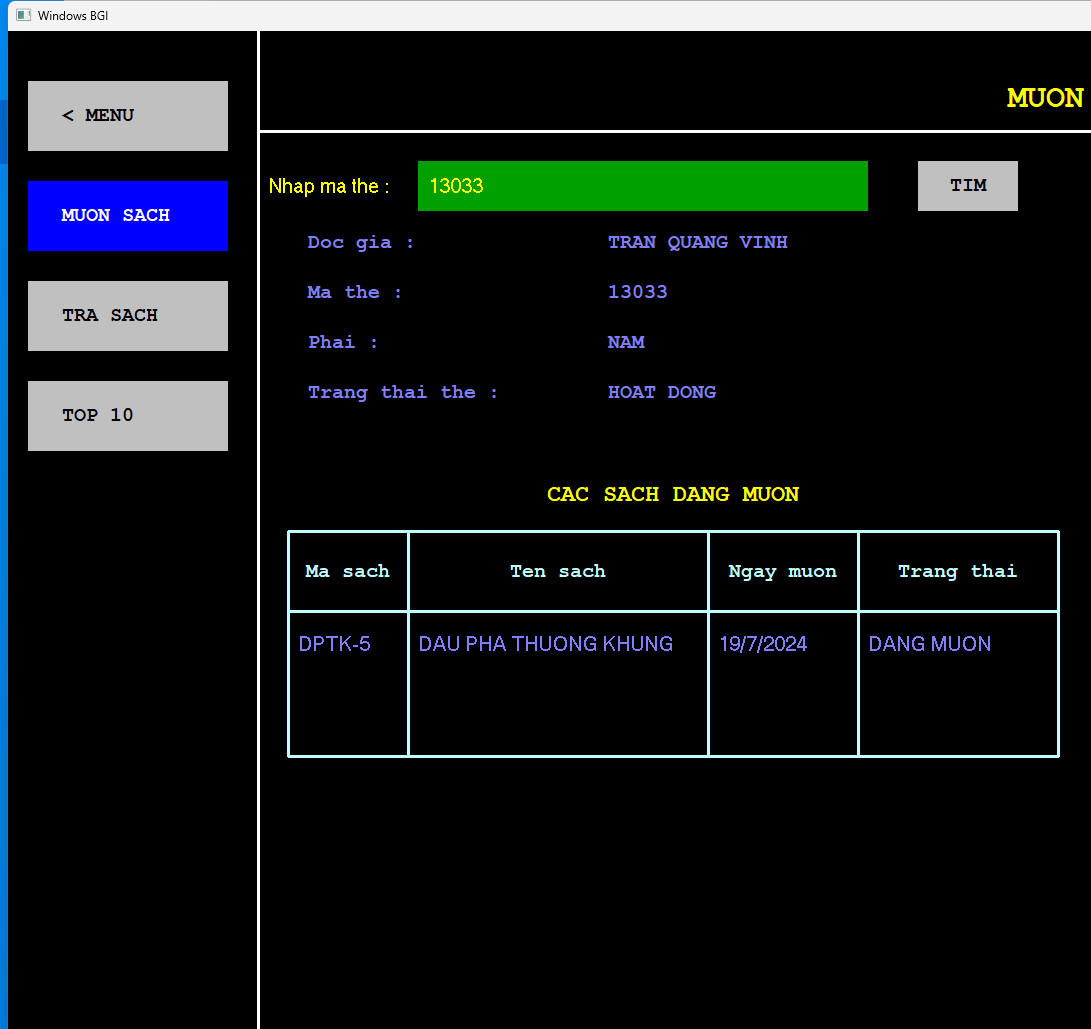 Windows BGI
< MENU
MUON SACH
TRA SACH
TOP 10
MUON
Nhap ma the : 13033 TIM
Doc gia : TRAN QUANG VINH
Ma the : 13033
Phai : NAM
Trang thai the : HOAT DONG
CAC SACH DANG MUON
Ma sach Ten sach Ngay muon Trang thai
DPTK-5 DAU PHA THUONG KHUNG 19/7/2024 DANG MUON